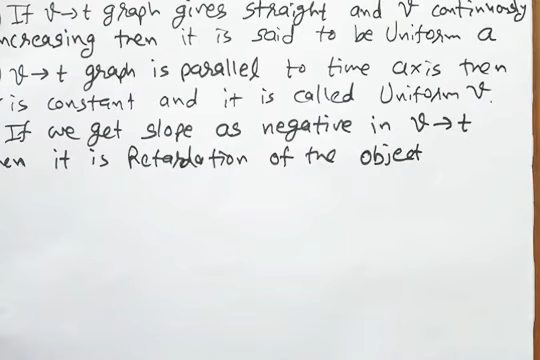 ) If v→t graph gives straight and v continuously
increasing tren it is said to be Uniform a
) v→t graph is parallel to time axis tren
is constant and it is called Uniform v.
If we get slope as negative in v→t
en it is Retardation of the object